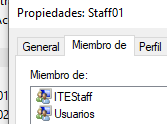 Propiedades: Staff01
General Miembro de Perfil
Miembro de:
ITEStaff
Usuarios